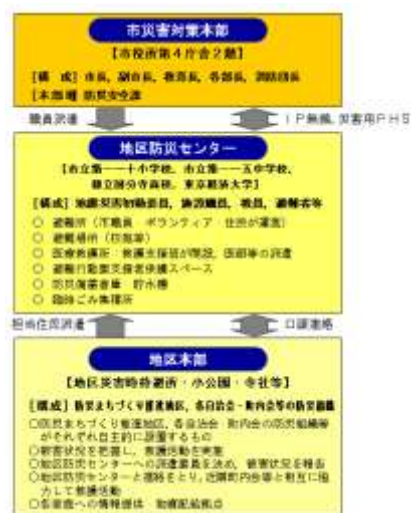 市災害対策本部
【市役所第4庁舎2階】
【構 成】市長、副市長、教育長、各部長、消防団長
【本部室】防災安全課
職員派遣
IP無線、災害用PHS
地区防災センター
【市立第一~十小学校、市立第一~五中学校、
都立国分寺高校、東京経済大学】
【構成】地区災害初動要員、施設職員、教員、避難者等
○ 避難所（市職員 ボランティア 住民が運営）
○ 避難場所（校庭等）
○ 医療救護所 救護支援班が開設、医師等の派遣
○ 避難行動要支援者保護スペース
○ 防災備蓄倉庫 貯水槽
○ 臨時ごみ集積所
担当住民派遣
口頭連絡
地区本部
【地区災害時待避所・小公園・寺社等】
【構成】防災まちづくり推進地区、各自治会・町内会等の防災組織
○防災まちづくり推進地区、各自治会 町内会の防災組織等
がそれぞれ自主的に設置するもの
○被害状況を把握し、救護活動を実施
○地区防災センターへの派遣要員を決め、被害状況を報告
○地区防災センターと連絡をとり、近隣町内会等と相互に協
力して救護活動
○各家庭への情報提供 物資配給拠点